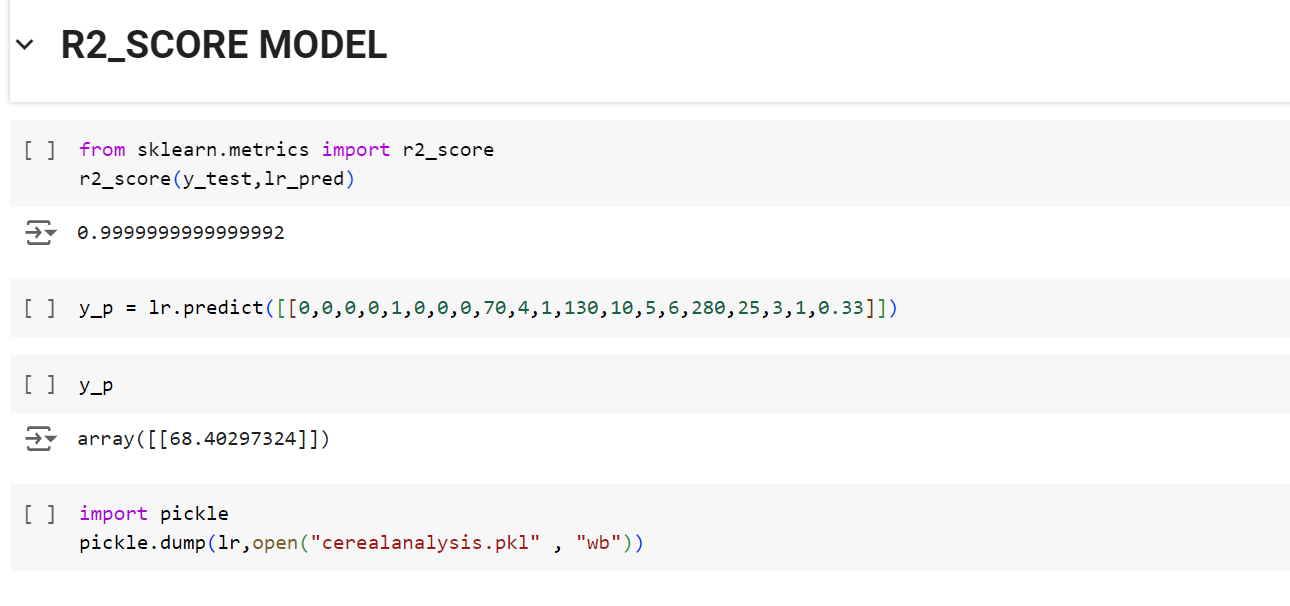 R2_SCORE MODEL
[ ] from sklearn.metrics import r2_score
r2_score(y_test,lr_pred)
0.9999999999999992
[ ] y_p = lr.predict([[0,0,0,0,1,0,0,0,70,4,1,130,10,5,6,280,25,3,1,0.33]])
[ ] y_p
array([[68.40297324]])
[ ] import pickle
pickle.dump(lr,open("cerealanalysis.pkl" , "wb"))